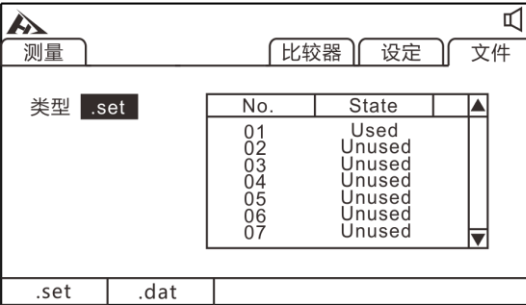 测量 比较器 设定 文件
类型 .set
No. State
01 Used
02 Unused
03 Unused
04 Unused
05 Unused
06 Unused
07 Unused
.set .dat